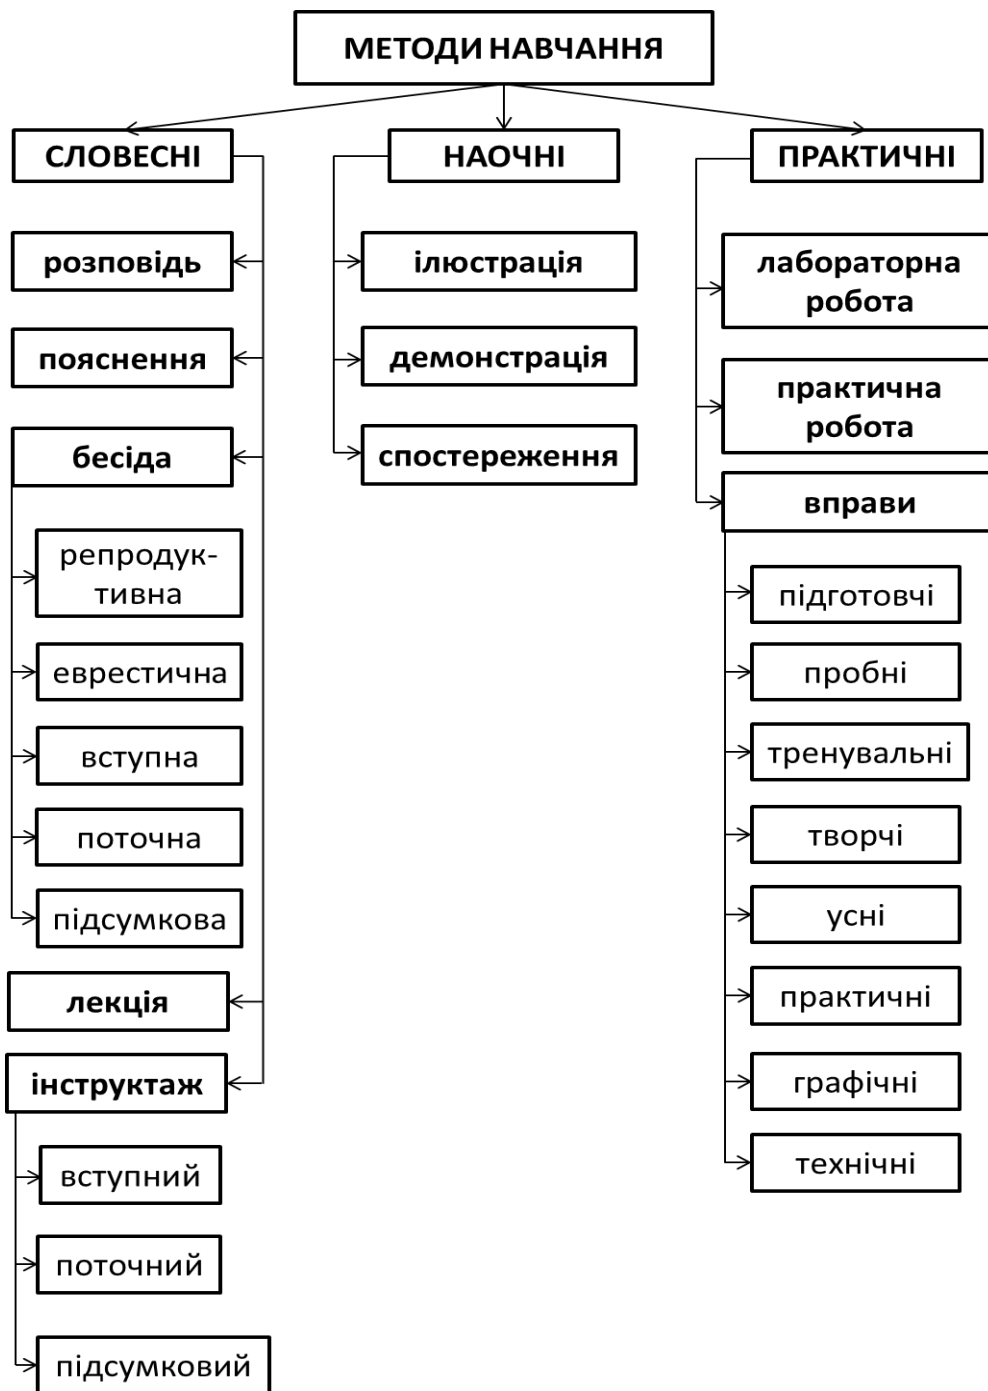 МЕТОДИ НАВЧАННЯ
СЛОВЕСНІ
розповідь
пояснення
бесіда
репродук-
тивна
еврестична
вступна
поточна
підсумкова
лекція
інструктаж
вступний
поточний
підсумковий
НАОЧНІ
ілюстрація
демонстрація
спостереження
ПРАКТИЧНІ
лабораторна
робота
практична
робота
вправи
підготовчі
пробні
тренувальні
творчі
усні
практичні
графічні
технічні